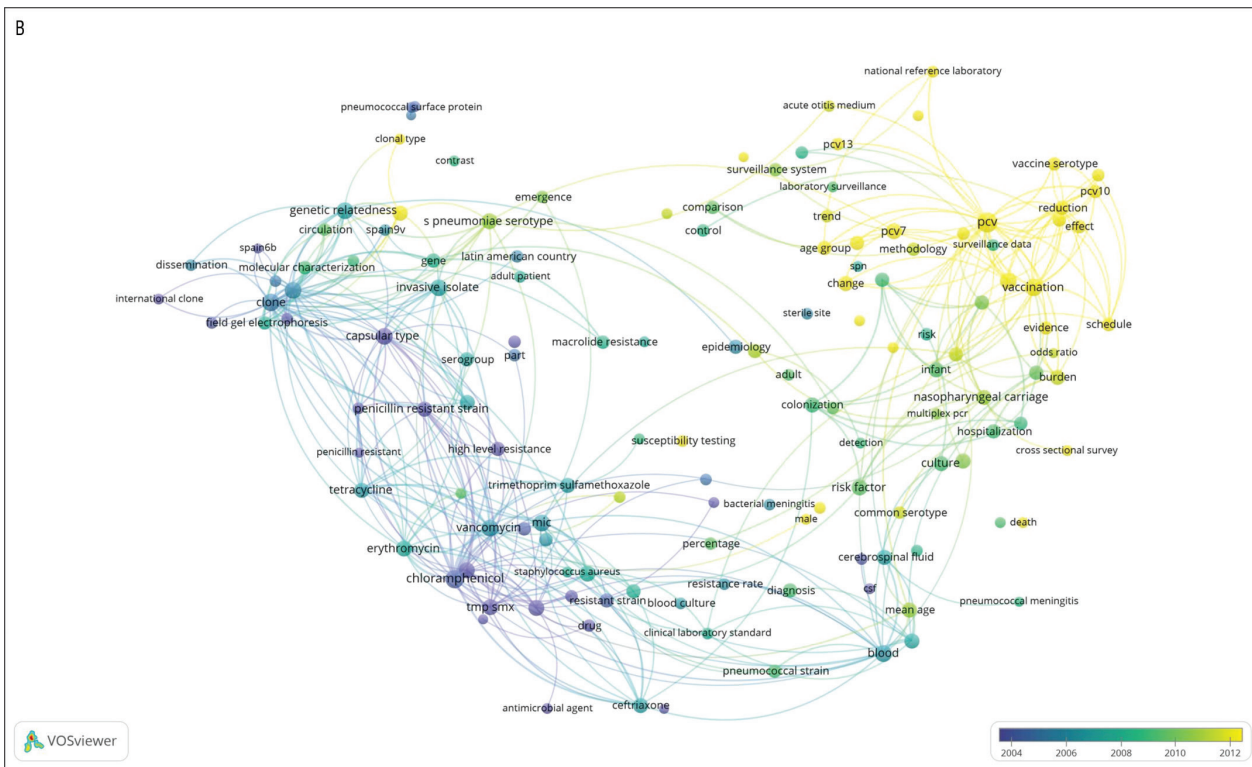 B
national reference laboratory
pneumococcal surface protein
acute otitis medium
clonal type
pcv13
contrast
surveillance system
vaccine serotype
laboratory surveillance
pcv10
emergence
genetic relatedness
comparison
reduction
s pneumoniae serotype
trend
pcv
effect
circulation
spain9v
control
pcv7
spain6b
age group
methodology
surveillance data
latin american country
gene
dissemination
molecular characterization
adult patient
spn
change
invasive isolate
vaccination
international clone
clone
sterile site
field gel electrophoresis
schedule
evidence
capsular type
risk
macrolide resistance
epidemiology
part
serogroup
odds ratio
infant
adult
burden
nasopharyngeal carriage
colonization
penicillin resistant strain
multiplex pcr
hospitalization
susceptibility testing
detection
high level resistance
penicillin resistant
cross sectional survey
culture
trimethoprim sulfamethoxazole
tetracycline
risk factor
bacterial meningitis
common serotype
male
death
vancomycin
mic
percentage
erythromycin
cerebrospinal fluid
staphylococcus aureus
chloramphenicol
resistance rate
diagnosis
csf
resistant strain
blood culture
pneumococcal meningitis
tmp smx
mean age
drug
clinical laboratory standard
blood
pneumococcal strain
antimicrobial agent
ceftriaxone
VOSviewer
2004 2006 2008 2010 2012